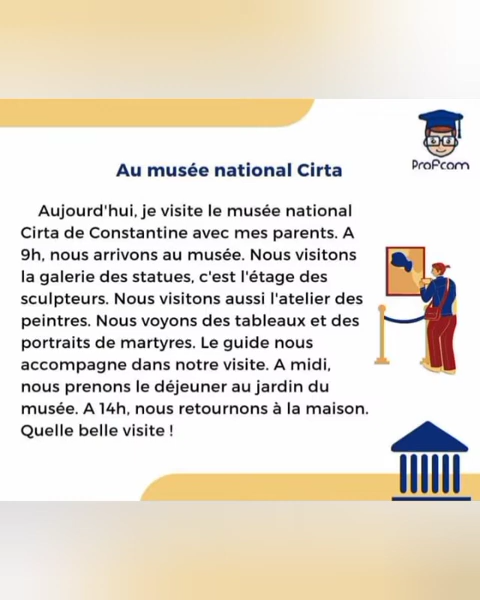 ProFcom
Au musée national Cirta
Aujourd'hui, je visite le musée national
Cirta de Constantine avec mes parents. A
9h, nous arrivons au musée. Nous visitons
la galerie des statues, c'est l'étage des
sculpteurs. Nous visitons aussi l'atelier des
peintres. Nous voyons des tableaux et des
portraits de martyres. Le guide nous
accompagne dans notre visite. A midi,
nous prenons le déjeuner au jardin du
musée. A 14h, nous retournons à la maison.
Quelle belle visite !